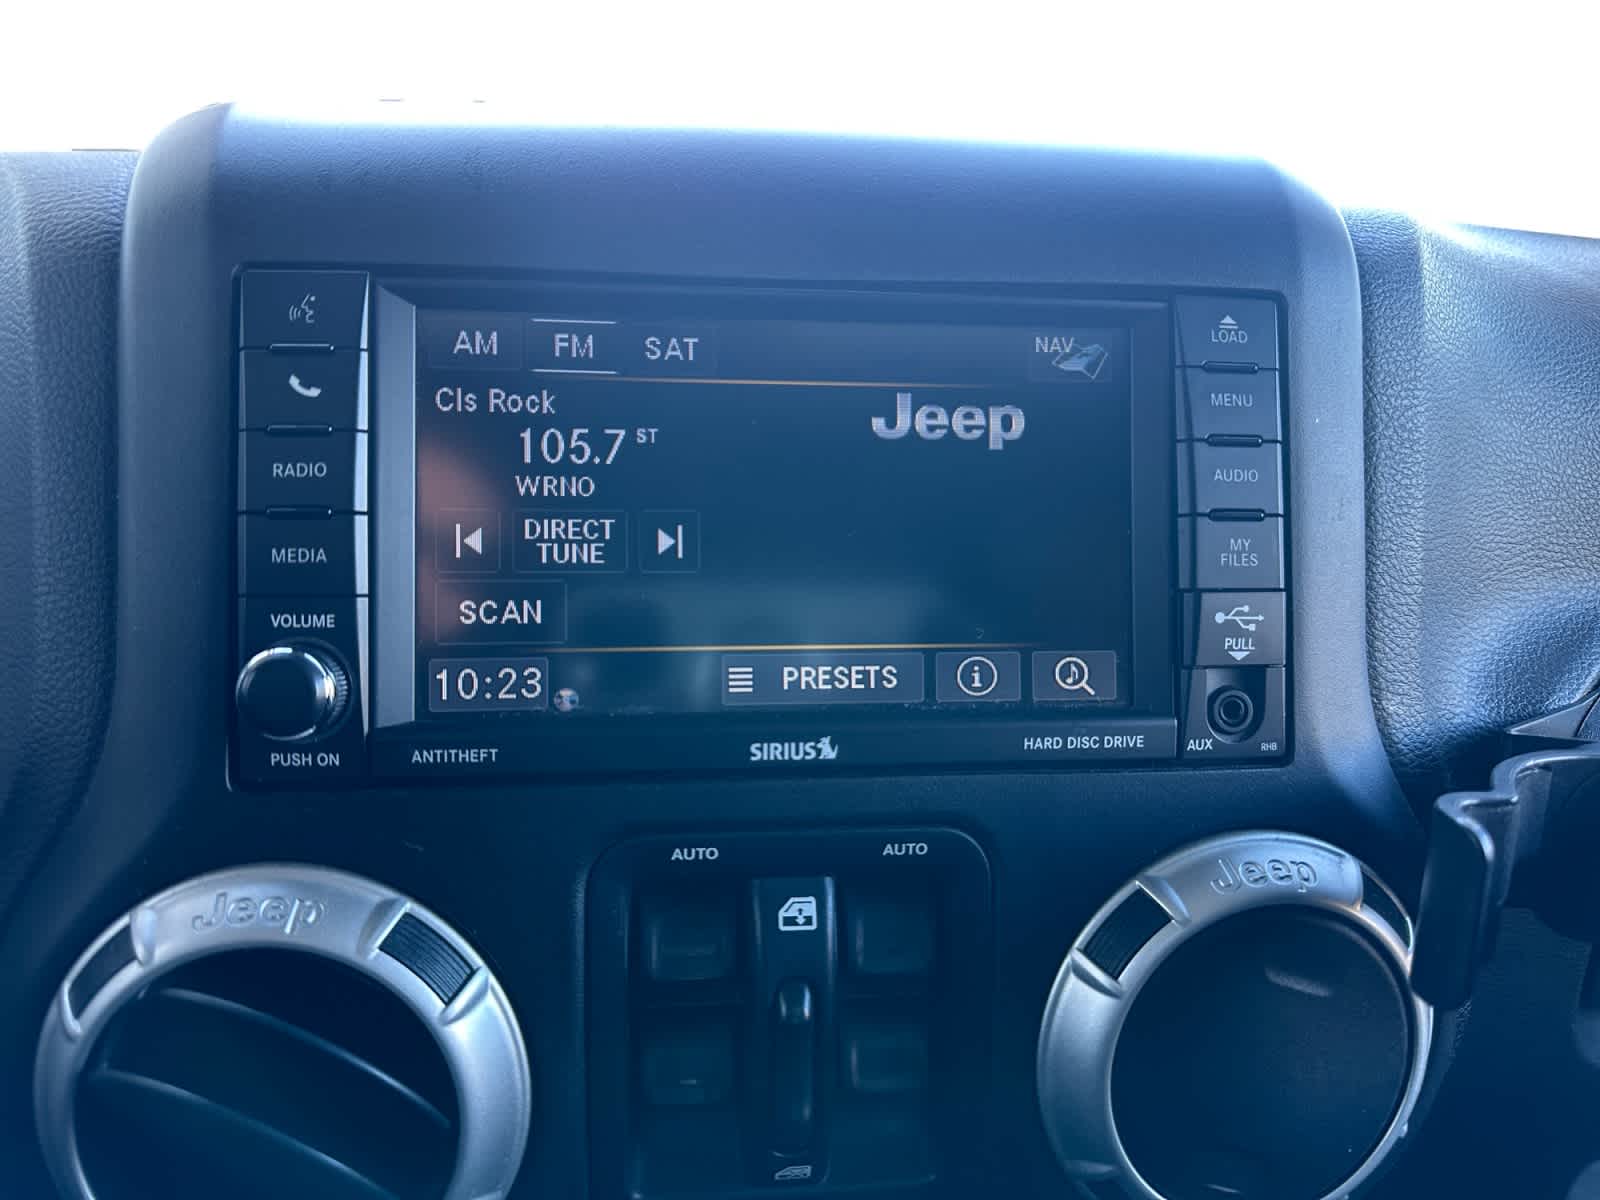 AM FM SAT NAV
Cls Rock
Jeep
105.7 ST
WRNO
DIRECT
TUNE
SCAN
10:23
PRESETS
RADIO
MEDIA
VOLUME
PUSH ON
LOAD
MENU
AUDIO
MY
FILES
PULL
AUX
RHB
ANTITHEFT
SIRIUS
HARD DISC DRIVE
AUTO
AUTO
Jeep
Jeep